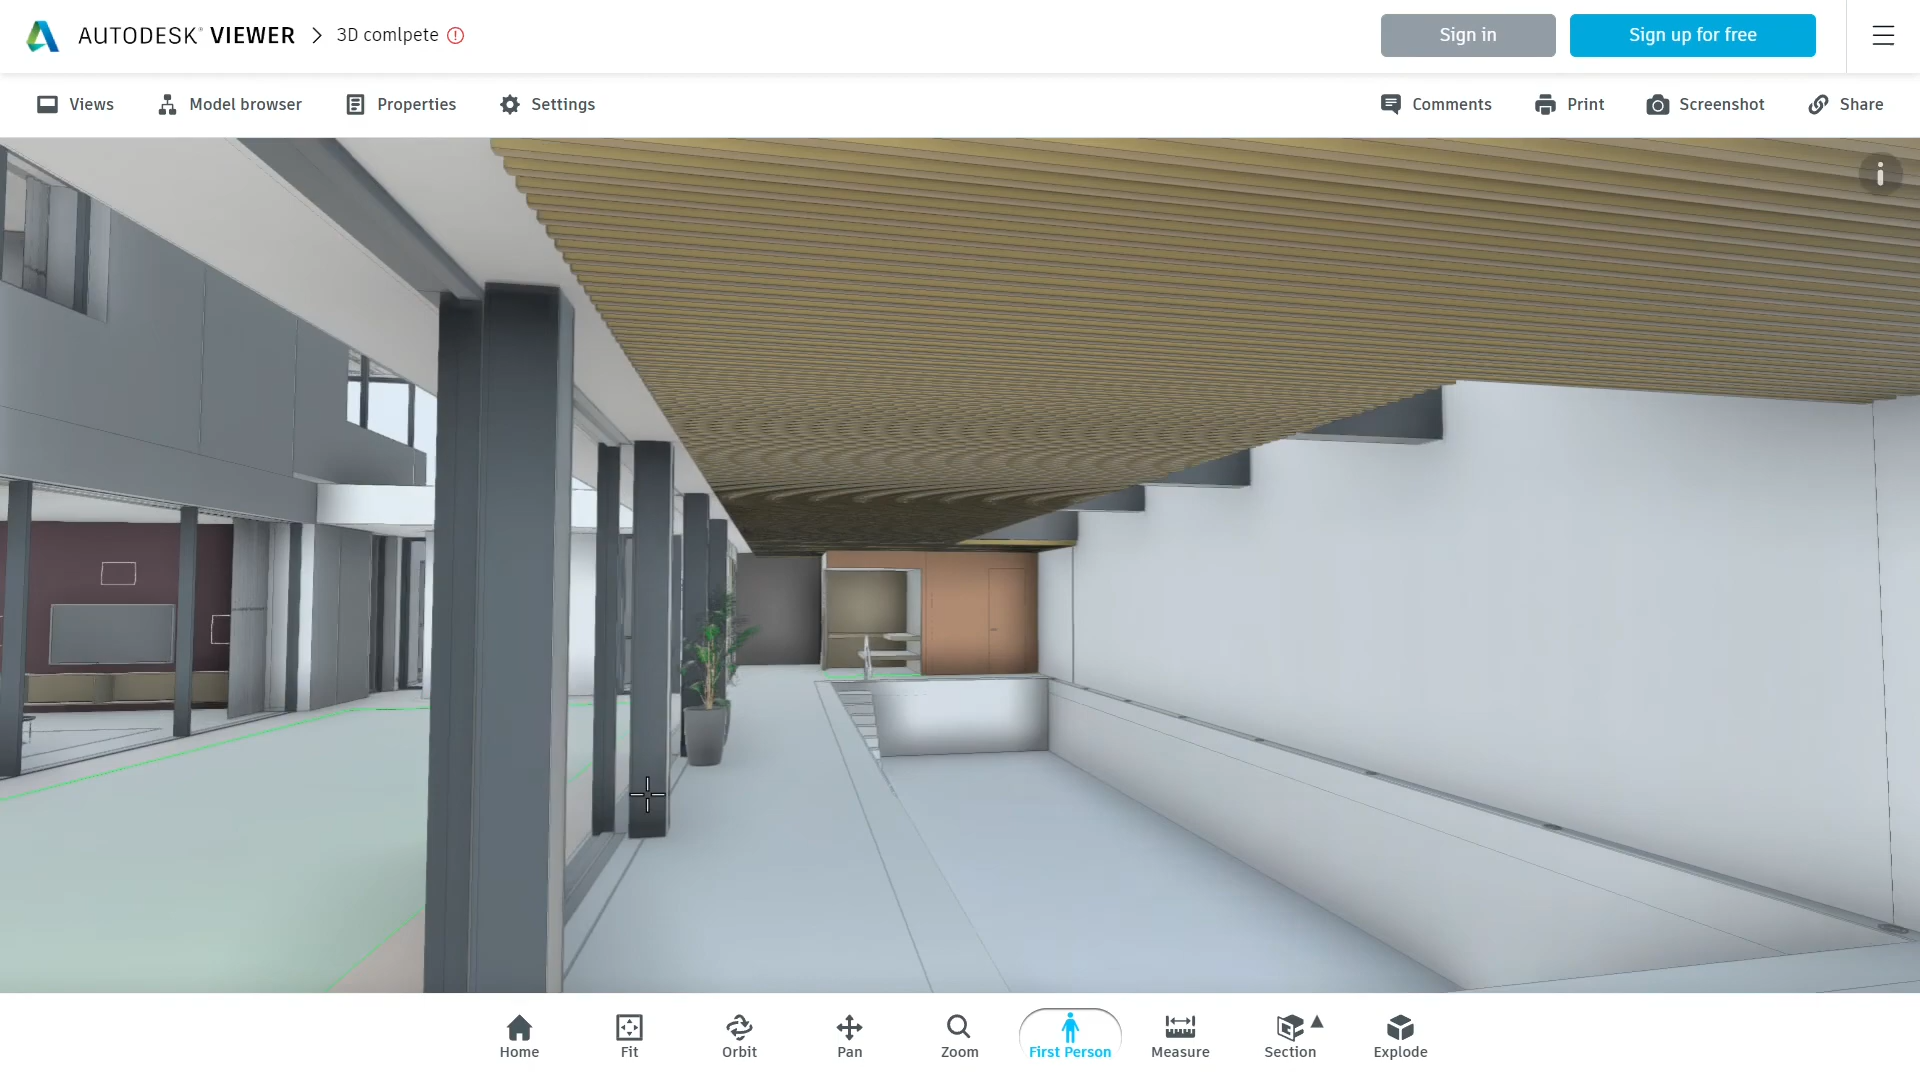 AUTODESK VIEWER > 3D comlpete
Sign in
Sign up for free
Views
Model browser
Properties
Settings
Comments
Print
Screenshot
Share
Home
Fit
Orbit
Pan
Zoom
First Person
Measure
Section
Explode